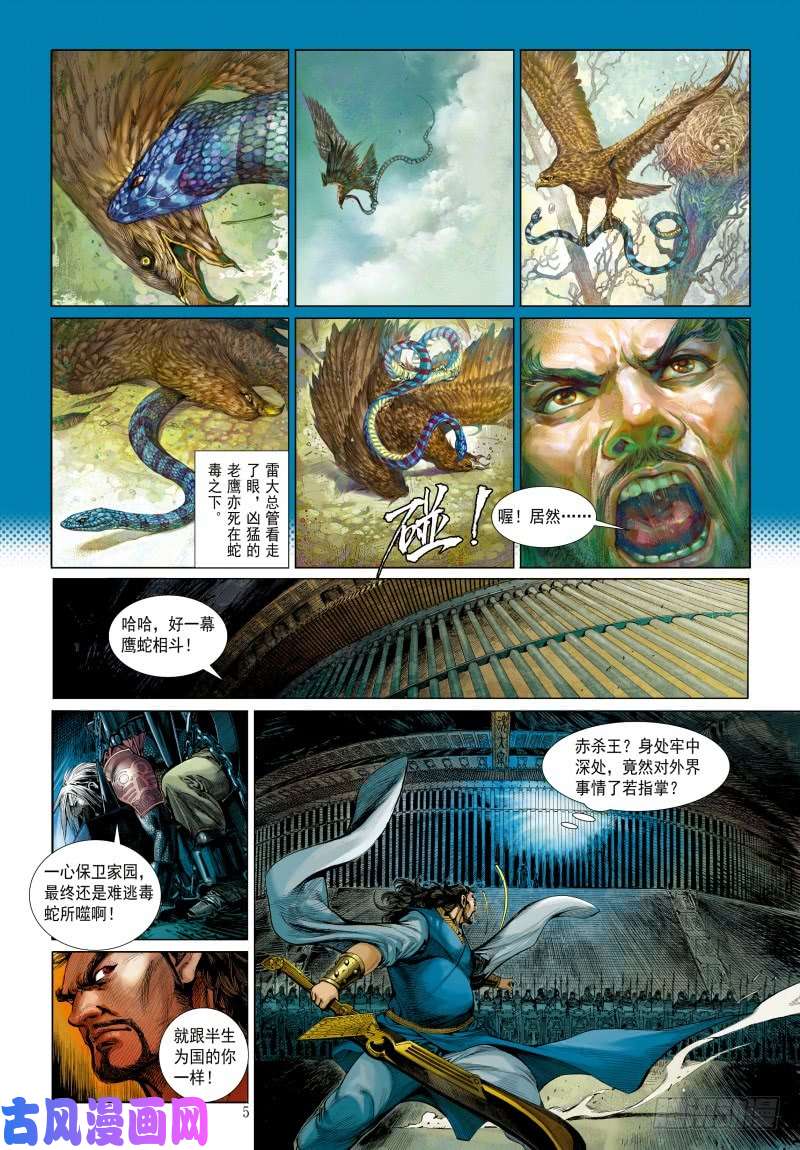 雷大总管看走
了眼，凶猛的
老鹰亦死在蛇
毒之下。
碰！
喔！居然……
哈哈，好一幕
鹰蛇相斗！
赤杀王？身处牢中
深处，竟然对外界
事情了若指掌？
一心保卫家园，
最终还是难逃毒
蛇所噬啊！
就跟半生
为国的你
一样！
5
古风漫画网